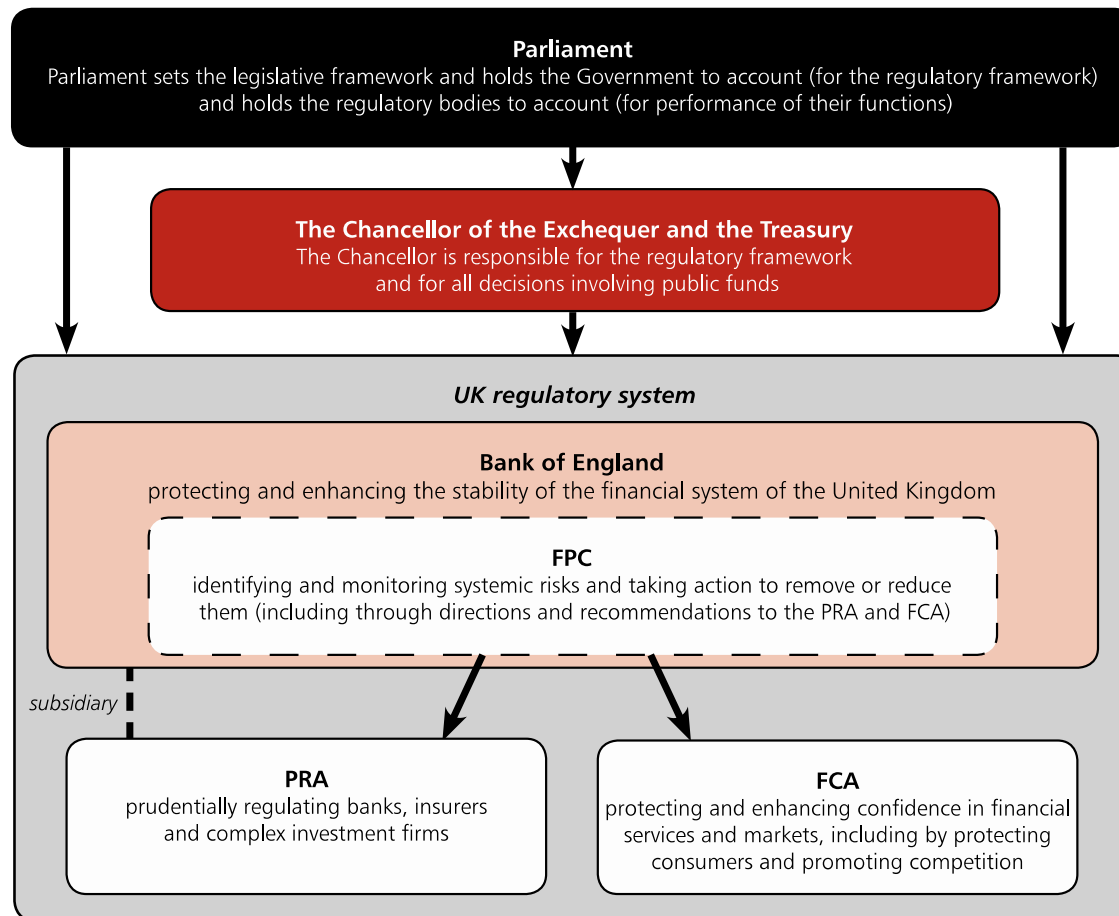 Parliament
Parliament sets the legislative framework and holds the Government to account (for the regulatory framework)
and holds the regulatory bodies to account (for performance of their functions)
The Chancellor of the Exchequer and the Treasury
The Chancellor is responsible for the regulatory framework
and for all decisions involving public funds
UK regulatory system
Bank of England
protecting and enhancing the stability of the financial system of the United Kingdom
FPC
identifying and monitoring systemic risks and taking action to remove or reduce
them (including through directions and recommendations to the PRA and FCA)
subsidiary
PRA
prudentially regulating banks, insurers
and complex investment firms
FCA
protecting and enhancing confidence in financial
services and markets, including by protecting
consumers and promoting competition